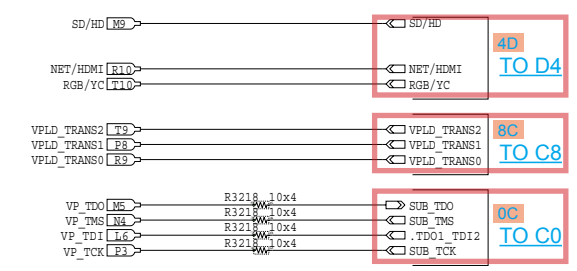 SD/HD M9 SD/HD
4D
TO D4
NET/HDMI R10 NET/HDMI
RGB/YC T10 RGB/YC
VPLD_TRANS2 T9 VPLD_TRANS2 8C
VPLD_TRANS1 P8 VPLD_TRANS1
TO C8
VPLD_TRANS0 R9 VPLD_TRANS0
R3218 10x4
VP_TDO M5 SUB_TDO
R3218 10x4
0C
VP_TMS N4 SUB_TMS
R3218 10x4
VP_TDI L6 .TDO1_TDI2
TO C0
R3218 10x4
VP_TCK P3 SUB_TCK